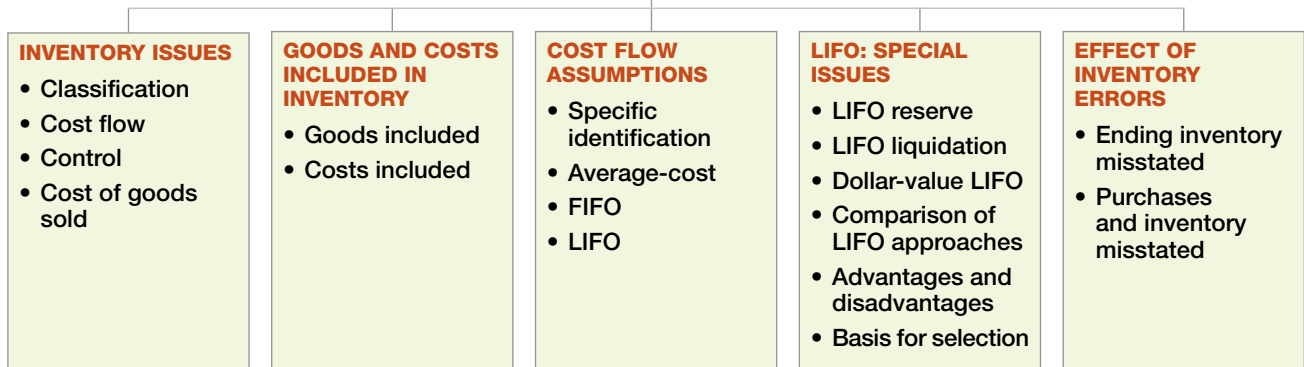 INVENTORY ISSUES
• Classification
• Cost flow
• Control
• Cost of goods
sold
GOODS AND COSTS
INCLUDED IN
INVENTORY
• Goods included
• Costs included
COST FLOW
ASSUMPTIONS
• Specific
identification
• Average-cost
• FIFO
• LIFO
LIFO: SPECIAL
ISSUES
• LIFO reserve
• LIFO liquidation
• Dollar-value LIFO
• Comparison of
LIFO approaches
• Advantages and
disadvantages
• Basis for selection
EFFECT OF
INVENTORY
ERRORS
• Ending inventory
misstated
• Purchases
and inventory
misstated